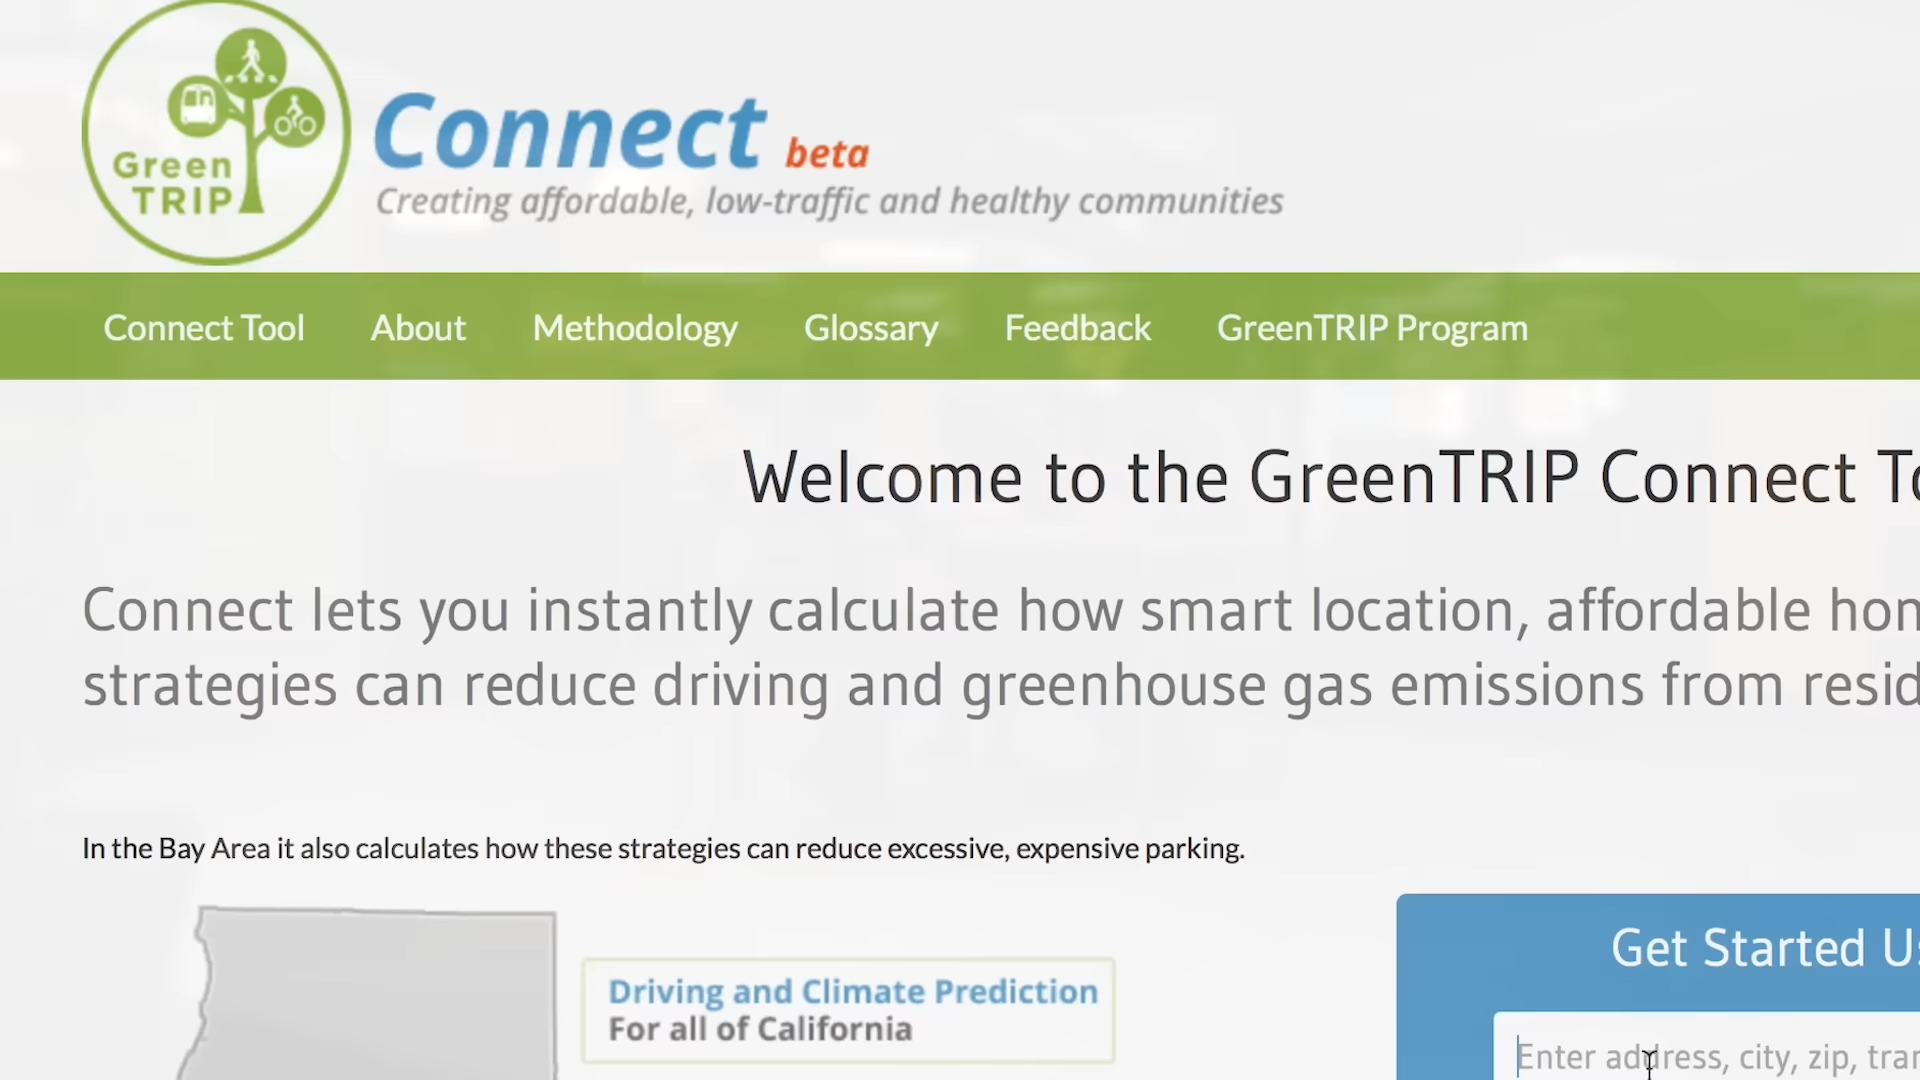 Green
TRIP
Connect beta
Creating affordable, low-traffic and healthy communities
Connect Tool About Methodology Glossary Feedback GreenTRIP Program
Welcome to the GreenTRIP Connect
Connect lets you instantly calculate how smart location, affordable
strategies can reduce driving and greenhouse gas emissions from
In the Bay Area it also calculates how these strategies can reduce excessive, expensive parking.
Driving and Climate Prediction
For all of California
Get Started
Enter address, city, zip,